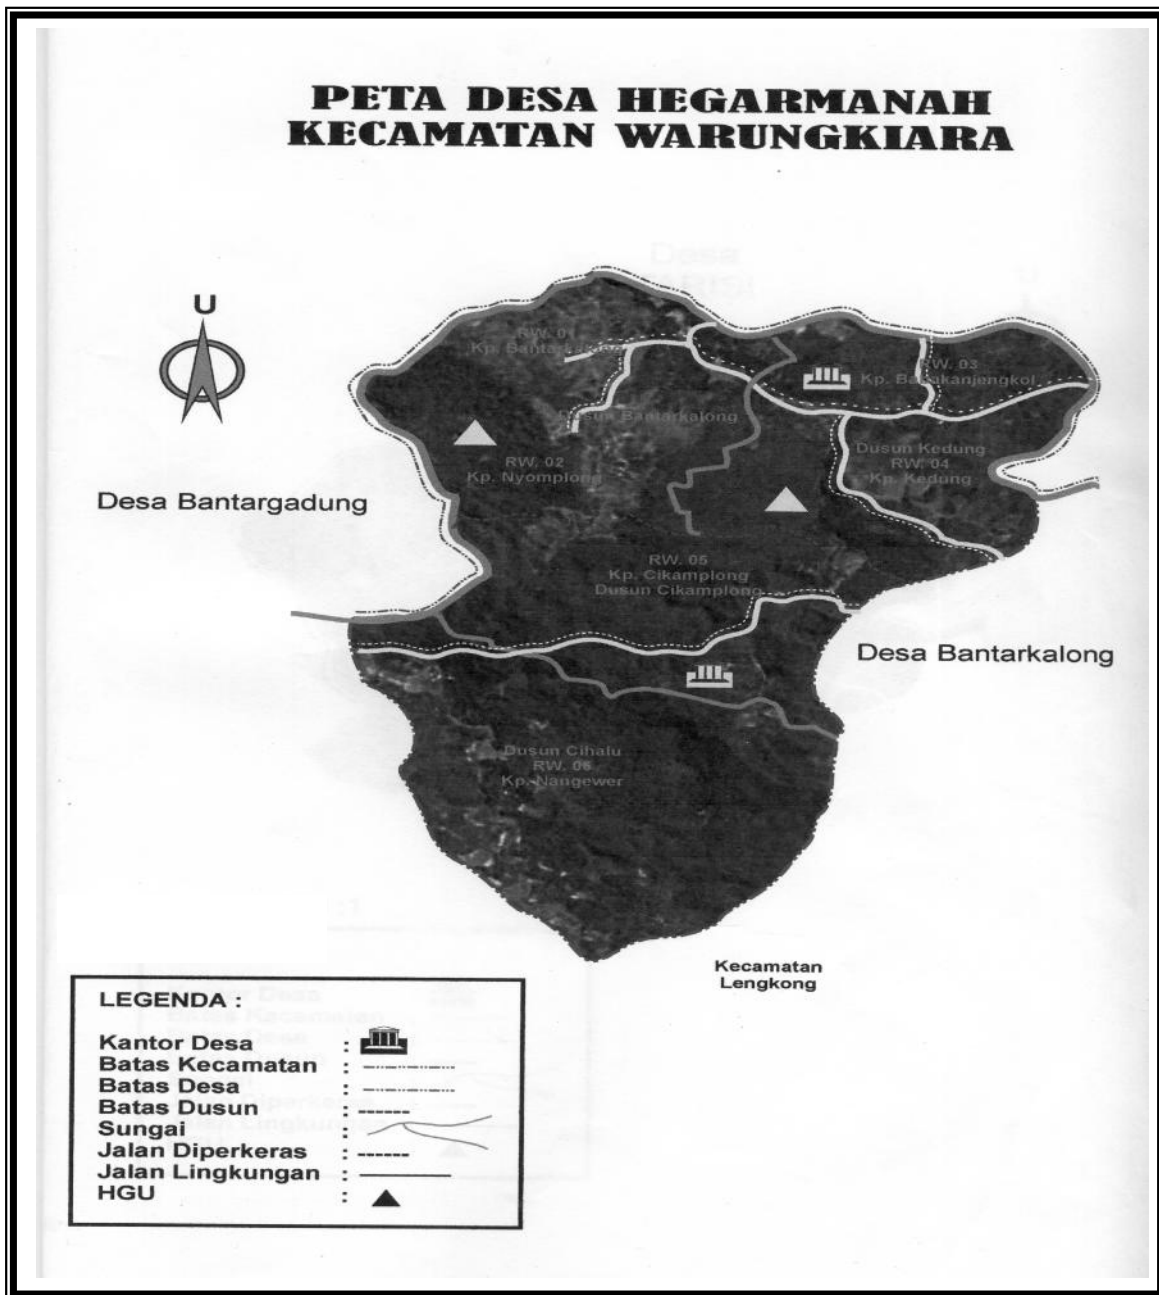 PETA DESA HEGARMANAH
KECAMATAN WARUNGKIARA
U
RW. 01
Kp. Bantarkalong
RW. 03
Kp. Babakanjengkol
Dusun Bantarkalong
Dusun Kedung
RW. 04
Kp. Kedung
RW. 02
Kp. Nyomplong
Desa Bantargadung
RW. 05
Kp. Cikamplong
Dusun Cikamplong
Desa Bantarkalong
Dusun Cihalu
RW. 06
Kp. Nangewer
Kecamatan
Lengkong
LEGENDA :
Kantor Desa :
Batas Kecamatan :
Batas Desa :
Batas Dusun :
Sungai :
Jalan Diperkeras :
Jalan Lingkungan :
HGU :